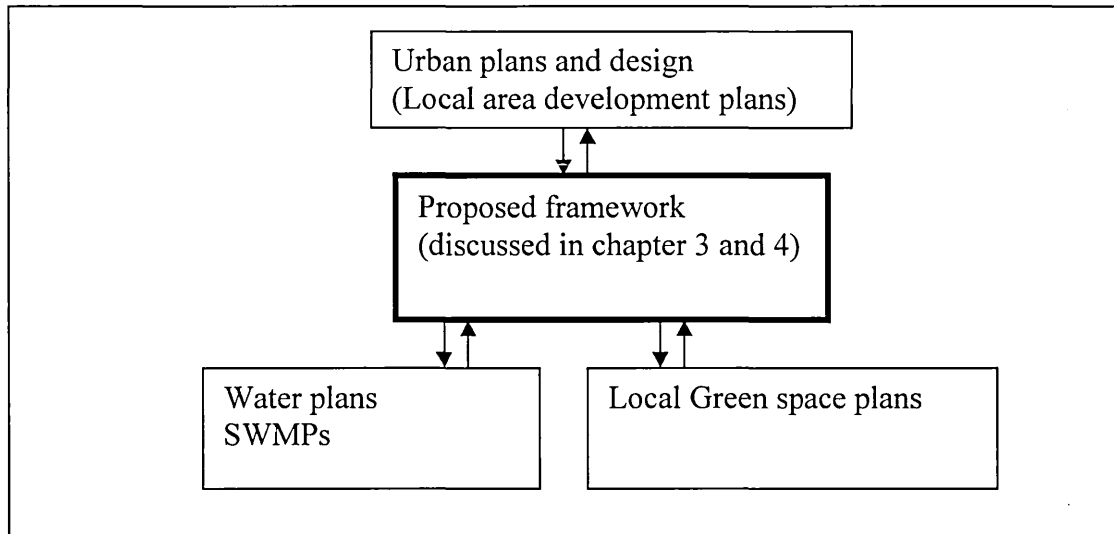 Urban plans and design
(Local area development plans)
Proposed framework
(discussed in chapter 3 and 4)
Water plans
SWMPs
Local Green space plans